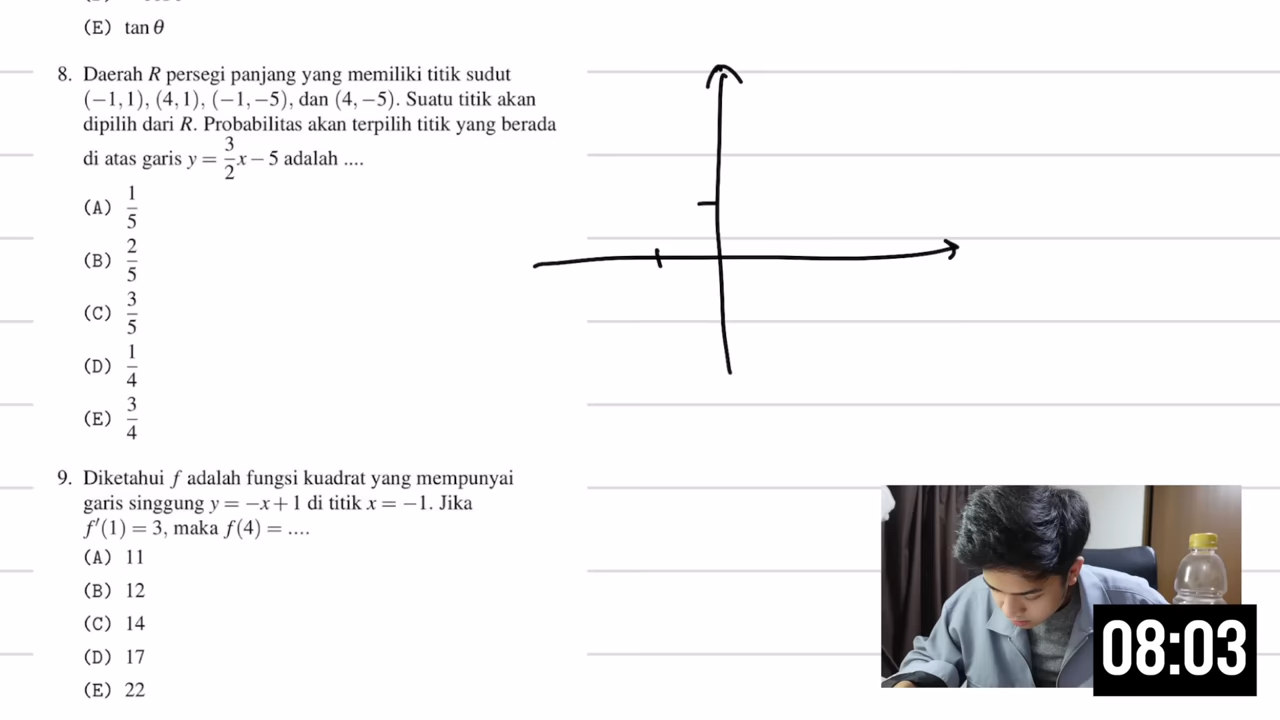 (E) tan θ
8. Daerah R persegi panjang yang memiliki titik sudut
(−1,1), (4,1), (−1,−5), dan (4,−5). Suatu titik akan
dipilih dari R. Probabilitas akan terpilih titik yang berada
di atas garis y = 3/2 x − 5 adalah ....
(A) 1/5
(B) 2/5
(C) 3/5
(D) 1/4
(E) 3/4
9. Diketahui f adalah fungsi kuadrat yang mempunyai
garis singgung y = −x + 1 di titik x = −1. Jika
f′(1) = 3, maka f(4) = ....
(A) 11
(B) 12
(C) 14
(D) 17
(E) 22
08:03